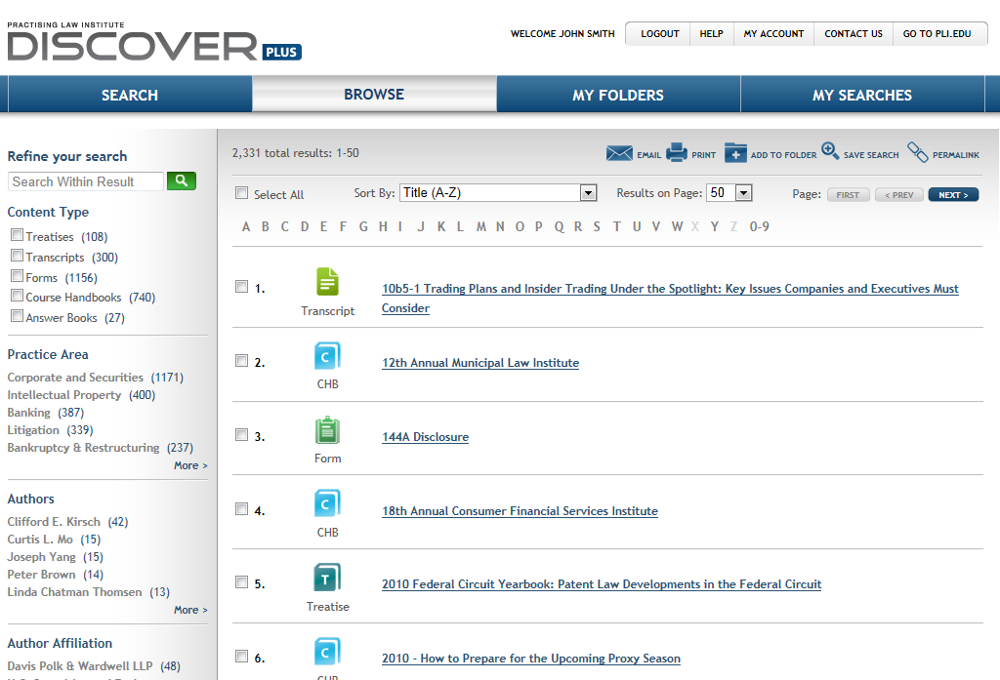 PRACTISING LAW INSTITUTE
DISCOVER PLUS
WELCOME JOHN SMITH
LOGOUT HELP MY ACCOUNT CONTACT US GO TO PLI.EDU
SEARCH BROWSE MY FOLDERS MY SEARCHES
Refine your search
Search Within Result
Content Type
Treatises (108)
Transcripts (300)
Forms (1156)
Course Handbooks (740)
Answer Books (27)
Practice Area
Corporate and Securities (1171)
Intellectual Property (400)
Banking (387)
Litigation (339)
Bankruptcy & Restructuring (237)
More >
Authors
Clifford E. Kirsch (42)
Curtis L. Mo (15)
Joseph Yang (15)
Peter Brown (14)
Linda Chatman Thomsen (13)
More >
Author Affiliation
Davis Polk & Wardwell LLP (48)
2,331 total results: 1-50
EMAIL PRINT ADD TO FOLDER SAVE SEARCH PERMALINK
Select All Sort By: Title (A-Z) Results on Page: 50 Page: FIRST < PREV NEXT >
A B C D E F G H I J K L M N O P Q R S T U V W X Y Z 0-9
1. Transcript 10b5-1 Trading Plans and Insider Trading Under the Spotlight: Key Issues Companies and Executives Must
Consider
2. C CHB 12th Annual Municipal Law Institute
3. Form 144A Disclosure
4. C CHB 18th Annual Consumer Financial Services Institute
5. T Treatise 2010 Federal Circuit Yearbook: Patent Law Developments in the Federal Circuit
6. C CHB 2010 - How to Prepare for the Upcoming Proxy Season